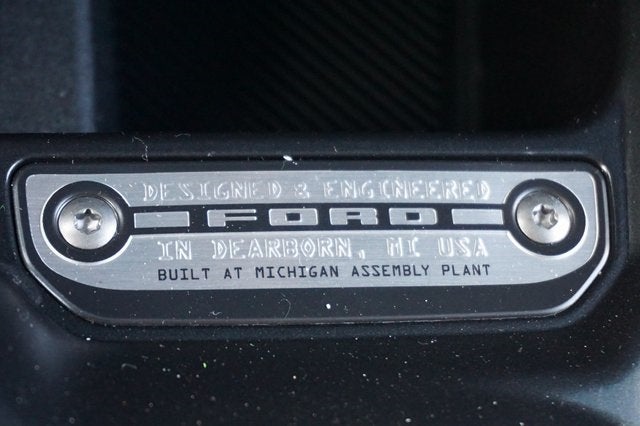 DESIGNED & ENGINEERED
FORD
IN DEARBORN, MI USA
BUILT AT MICHIGAN ASSEMBLY PLANT